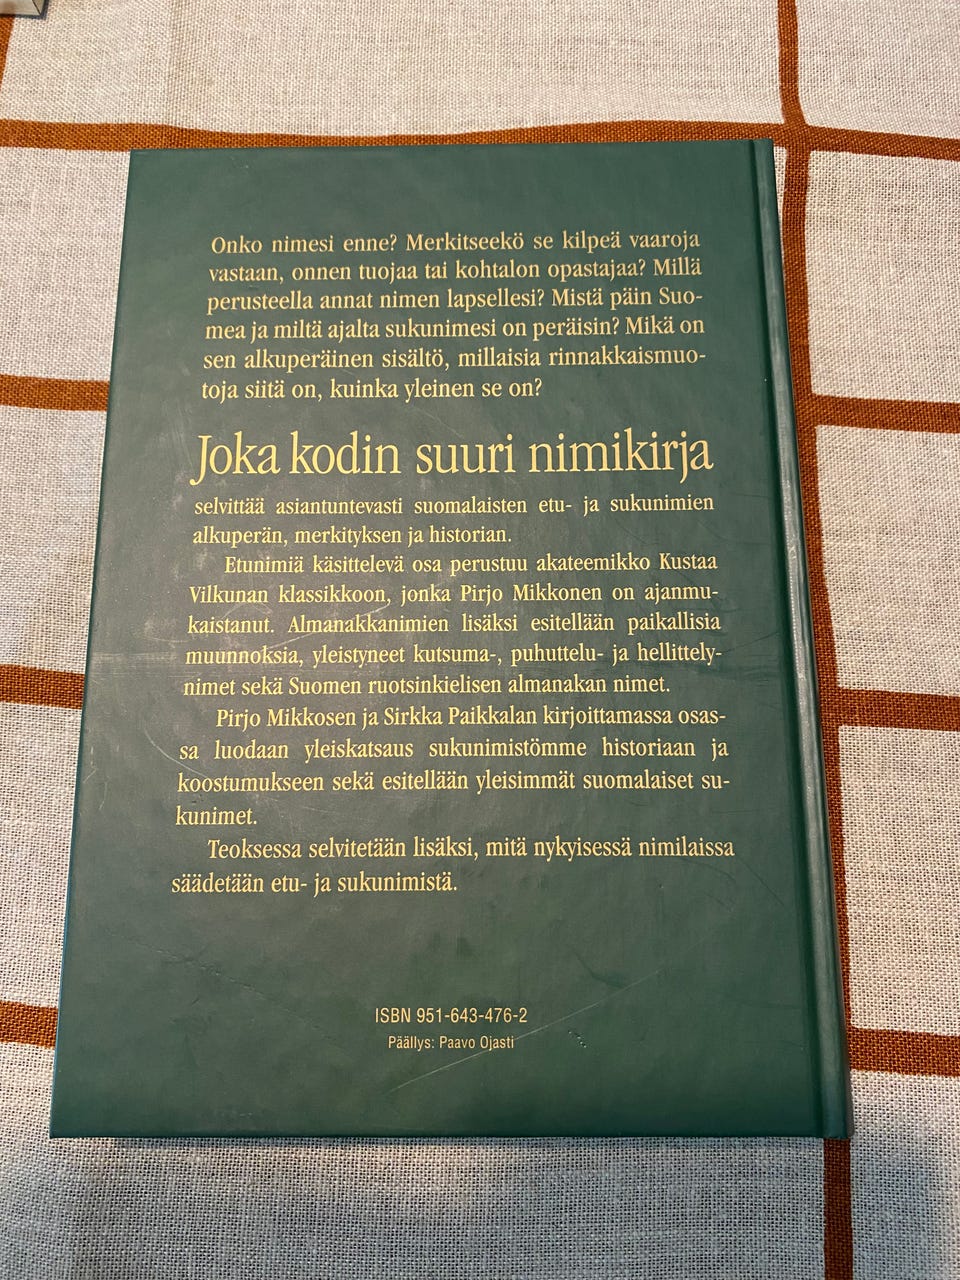 Onko nimesi enne? Merkitseekö se kilpeä vaaroja
vastaan, onnen tuojaa tai kohtalon opastajaa? Millä
perusteella annat nimen lapsellesi? Mistä päin Suo-
mea ja miltä ajalta sukunimesi on peräisin? Mikä on
sen alkuperäinen sisältö, millaisia rinnakkaismuo-
toja siitä on, kuinka yleinen se on?
Joka kodin suuri nimikirja
selvittää asiantuntevasti suomalaisten etu- ja sukunimien
alkuperän, merkityksen ja historian.
Etunimiä käsittelevä osa perustuu akateemikko Kustaa
Vilkunan klassikkoon, jonka Pirjo Mikkonen on ajanmu-
kaistanut. Almanakkanimien lisäksi esitellään paikallisia
muunnoksia, yleistyneet kutsuma-, puhuttelu- ja hellittely-
nimet sekä Suomen ruotsinkielisen almanakan nimet.
Pirjo Mikkosen ja Sirkka Paikkalan kirjoittamassa osas-
sa luodaan yleiskatsaus sukunimistömme historiaan ja
koostumukseen sekä esitellään yleisimmät suomalaiset su-
kunimet.
Teoksessa selvitetään lisäksi, mitä nykyisessä nimilaissa
säädetään etu- ja sukunimistä.
ISBN 951-643-476-2
Päällys: Paavo Ojasti